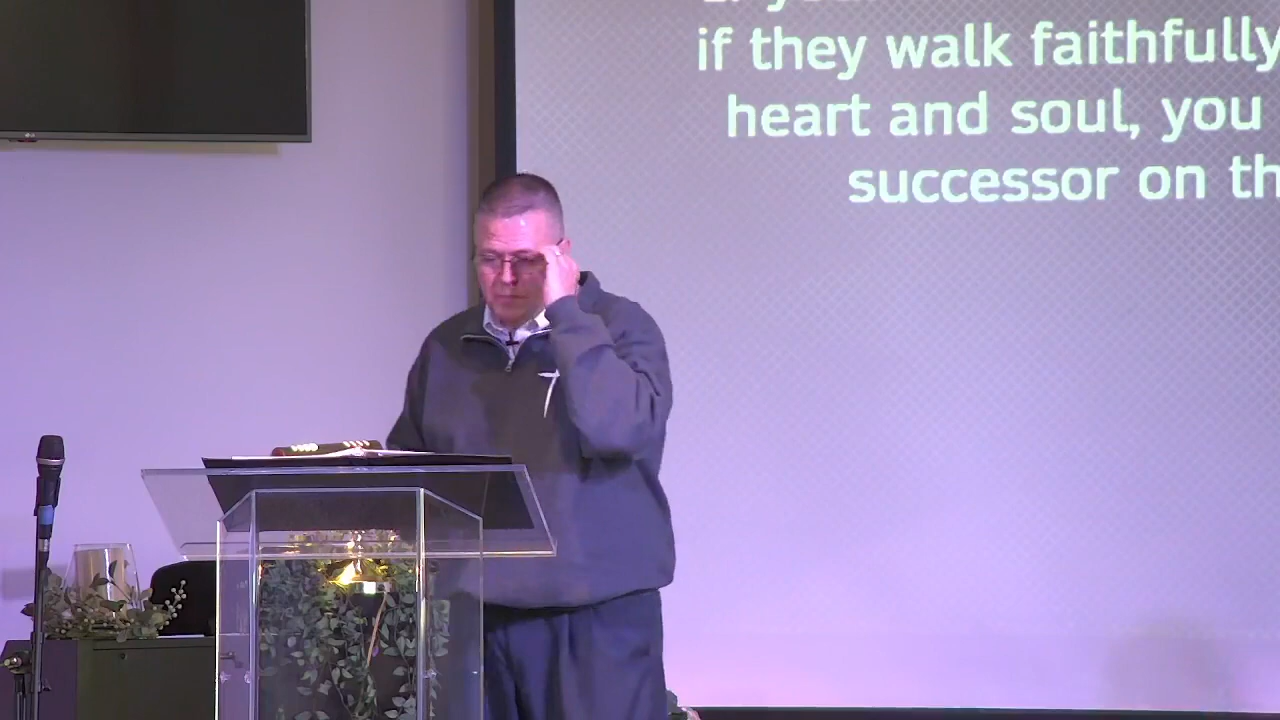 if they walk faithfully
heart and soul, you
successor on th